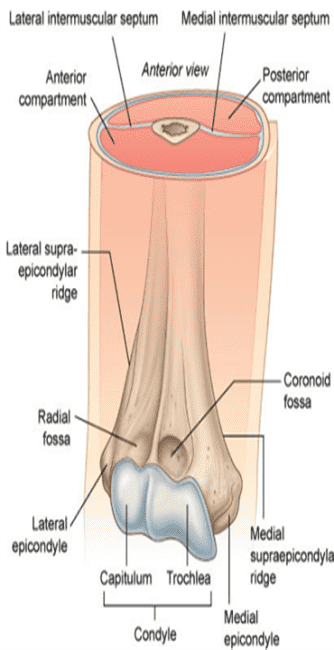 Lateral intermuscular septum
Medial intermuscular septum
Anterior view
Anterior
compartment
Posterior
compartment
Lateral supra-
epicondylar
ridge
Coronoid
fossa
Radial
fossa
Lateral
epicondyle
Medial
supraepicondyla
ridge
Capitulum
Trochlea
Medial
epicondyle
Condyle